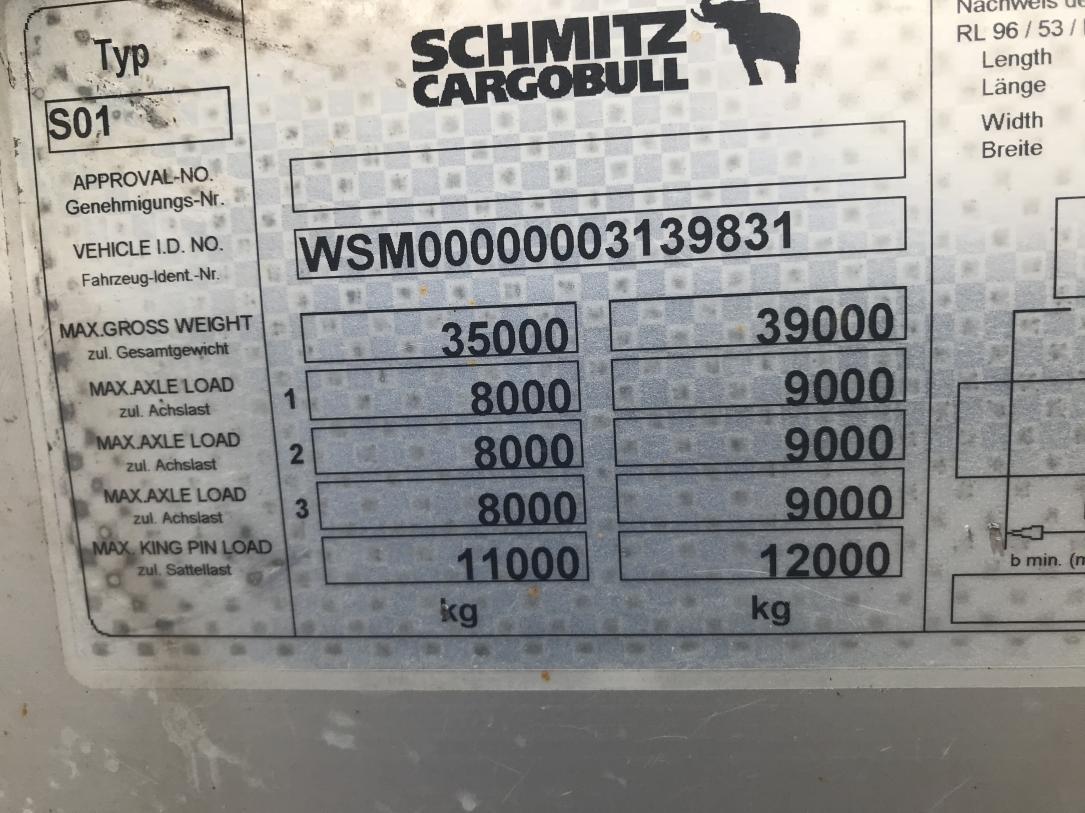 Typ
S01
SCHMITZ
CARGOBULL
APPROVAL-NO.
Genehmigungs-Nr.
VEHICLE I.D. NO.
Fahrzeug-Ident.-Nr.
WSM00000003139831
MAX.GROSS WEIGHT
zul. Gesamtgewicht
35000 39000
MAX.AXLE LOAD
zul. Achslast
1 8000 9000
MAX.AXLE LOAD
zul. Achslast
2 8000 9000
MAX.AXLE LOAD
zul. Achslast
3 8000 9000
MAX. KING PIN LOAD
zul. Sattellast
11000 12000
kg kg
Nachweis
RL 96 / 53 /
Length
Länge
Width
Breite
b min.